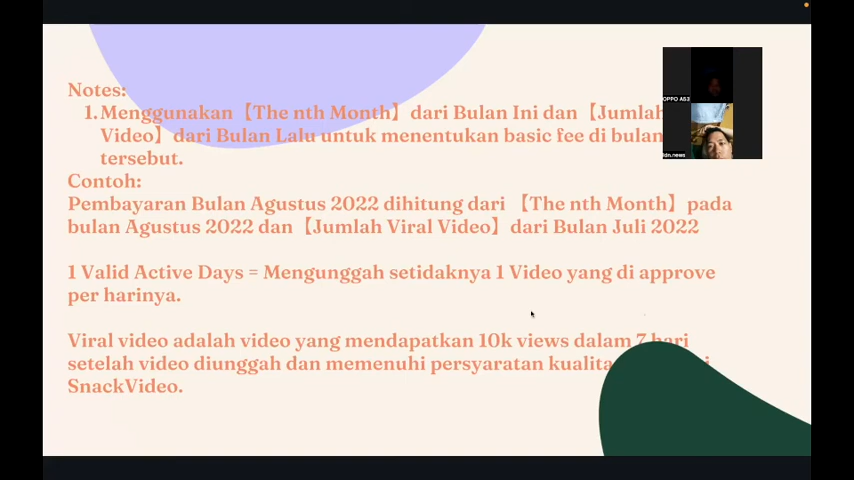 Notes:
1. Menggunakan【The nth Month】dari Bulan Ini dan【Jumlah
Video】dari Bulan Lalu untuk menentukan basic fee di bulan
tersebut.
Contoh:
Pembayaran Bulan Agustus 2022 dihitung dari 【The nth Month】pada
bulan Agustus 2022 dan【Jumlah Viral Video】dari Bulan Juli 2022
1 Valid Active Days = Mengunggah setidaknya 1 Video yang di approve
per harinya.
Viral video adalah video yang mendapatkan 10k views dalam 7 hari
setelah video diunggah dan memenuhi persyaratan
SnackVideo.
OPPO A53
idn.news